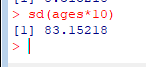 > sd(ages*10)
[1] 83.15218
>